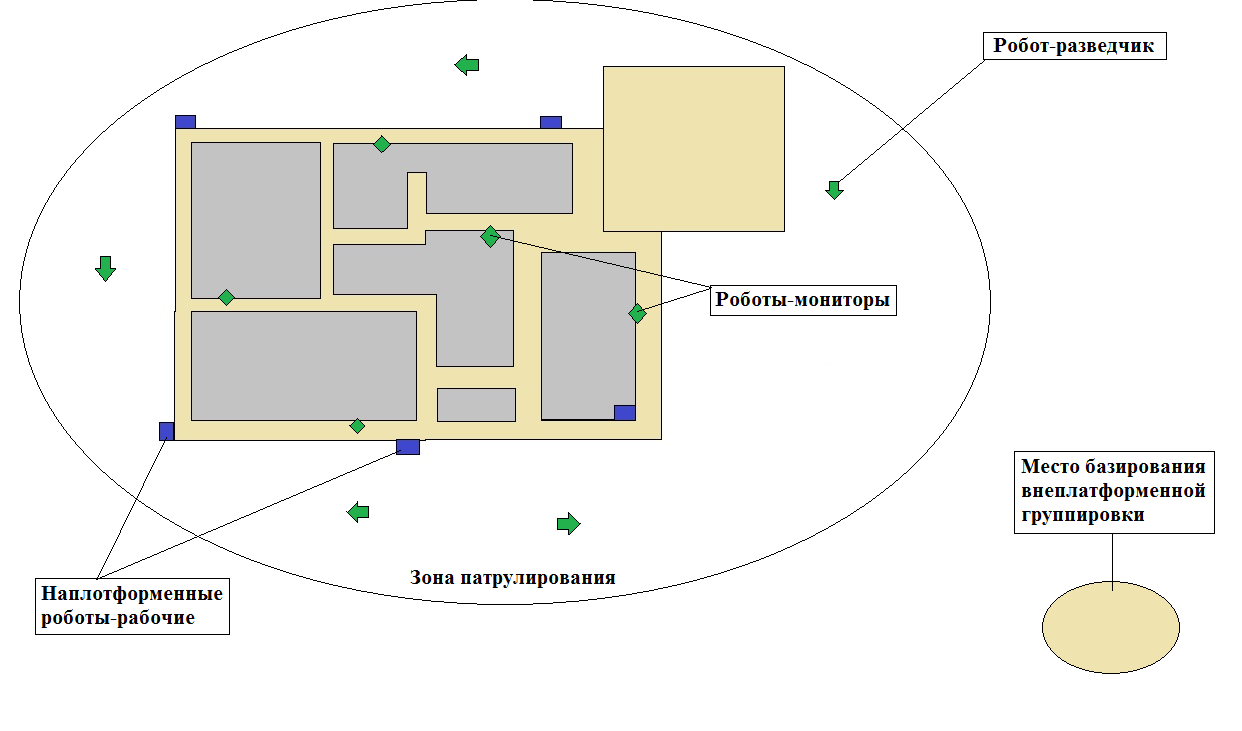 Робот-разведчик
Роботы-мониторы
Место базирования
внеплатформенной
группировки
Зона патрулирования
Наплотформенные
роботы-рабочие